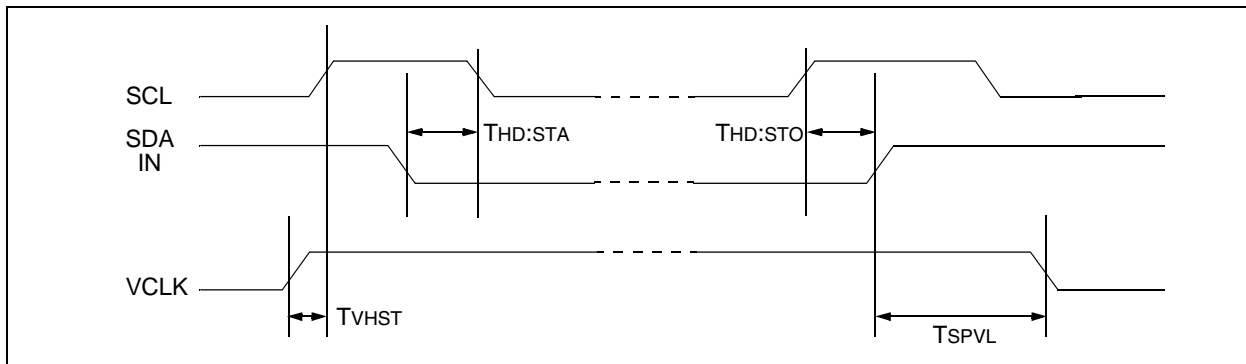 SCL
SDA
IN
THD:STA
THD:STO
VCLK
TVHST
TSPVL